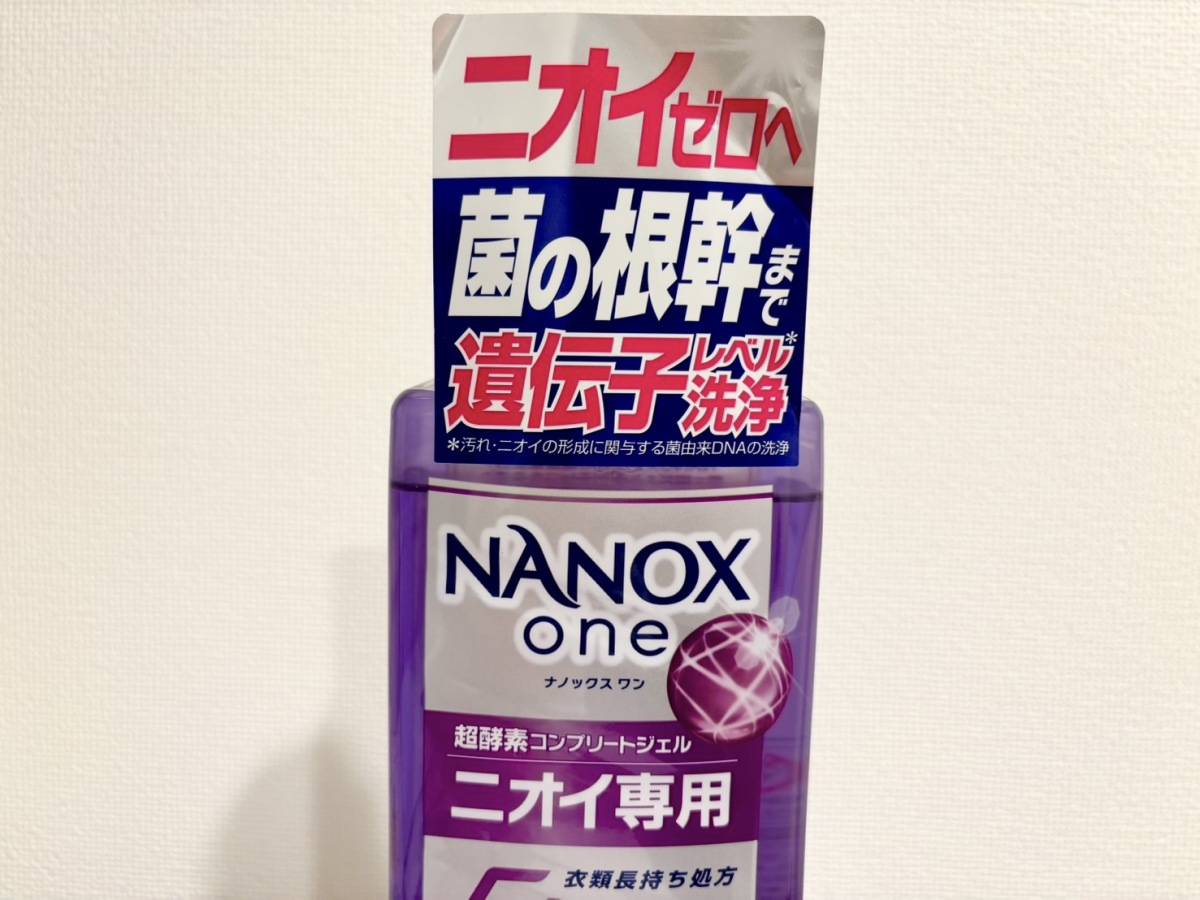 ニオイゼロへ
菌の根幹まで
遺伝子レベル洗浄*
*汚れ・ニオイの形成に関与する菌由来DNAの洗浄
NANOX
one
ナノックス ワン
超酵素コンプリートジェル
ニオイ専用
衣類長持ち処方